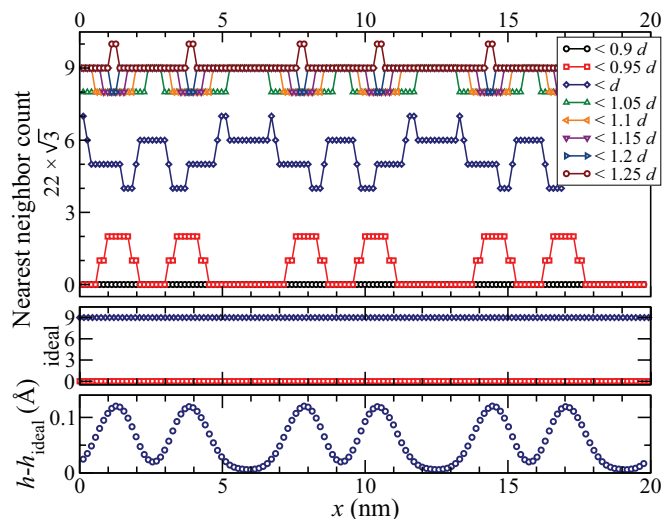 0 5 10 15 20
9
6
3
0
Nearest neighbor count
22 × √3
< 0.9 d
< 0.95 d
< d
< 1.05 d
< 1.1 d
< 1.15 d
< 1.2 d
< 1.25 d
9
6
3
0
ideal
0.1
0
h-h_ideal (Å)
0 5 10 15 20
x (nm)